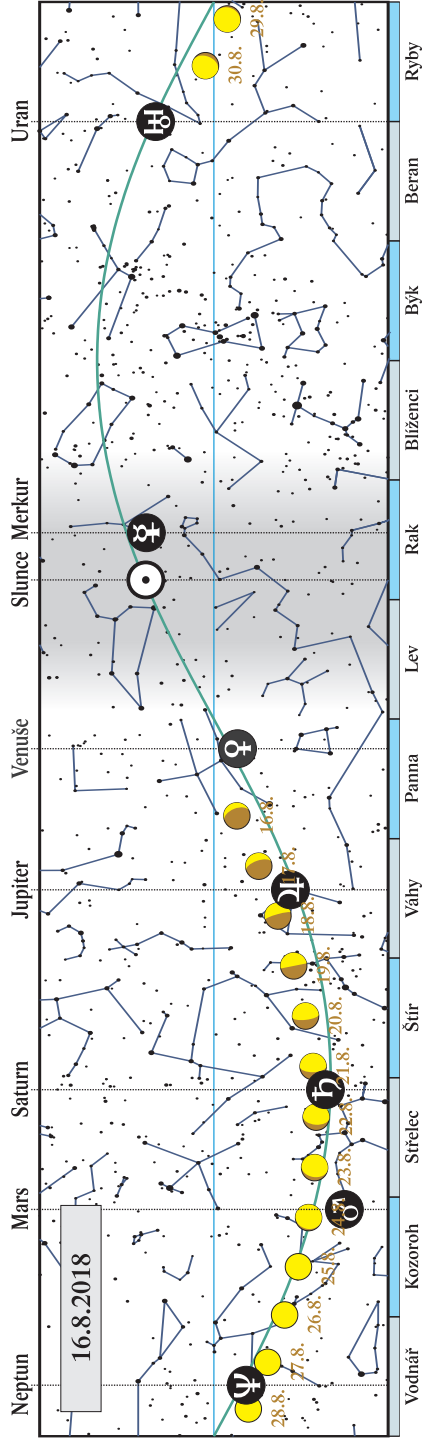 Neptun Mars Saturn Jupiter Venuše Slunce Merkur Uran
16.8.2018
28.8. 27.8. 26.8. 25.8. 24.8. 23.8. 22.8. 21.8. 20.8. 19.8. 18.8. 17.8. 16.8. 30.8. 29.8.
Vodnář Kozoroh Střelec Štír Váhy Panna Lev Rak Blíženci Býk Beran Ryby